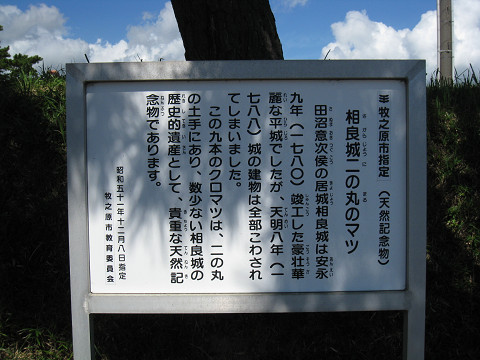 牧之原市指定 (天然記念物)
相良城二の丸のマツ
田沼意次侯の居城相良城は安永
九年(一七八〇)竣工した豪壮華
麗な平城でしたが、天明八年(一
七八八)城の建物は全部こわされ
てしまいました。
この九本のクロマツは、二の丸
の土手にあり、数少ない相良城の
歴史的遺産として、貴重な天然記
念物であります。
昭和五十一年十二月八日指定
牧之原市教育委員会